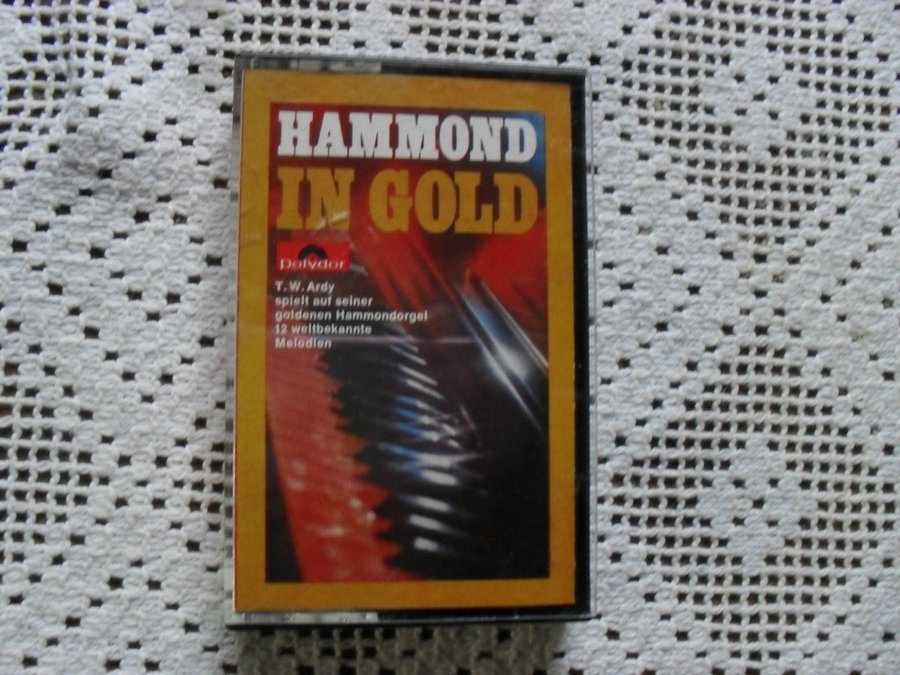 HAMMOND
IN GOLD
polydor
T. W. Ardy
spielt auf seiner
goldenen Hammondorgel
12 weltbekannte
Melodien